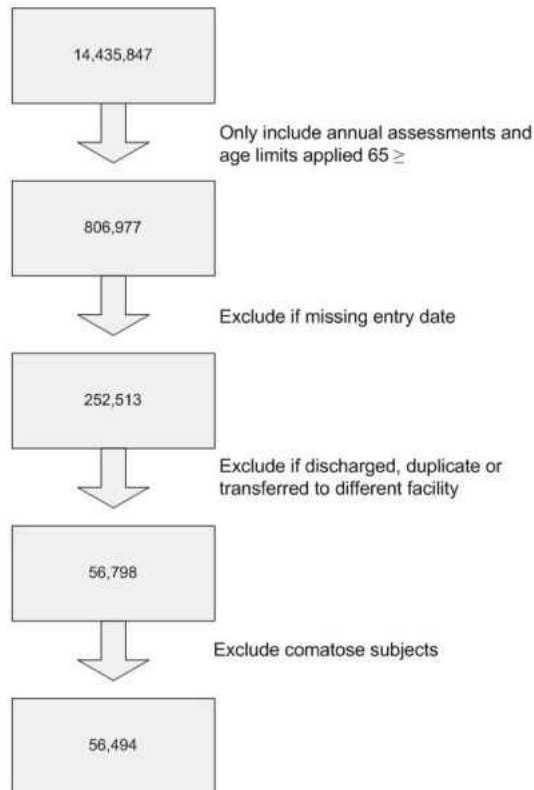 14,435,847
Only include annual assessments and
age limits applied 65 ≥
806,977
Exclude if missing entry date
252,513
Exclude if discharged, duplicate or
transferred to different facility
56,798
Exclude comatose subjects
56,494